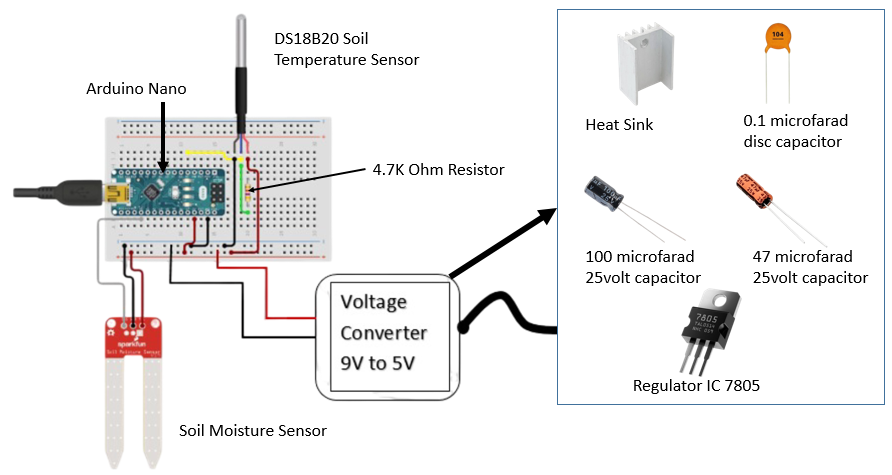 DS18B20 Soil
Temperature Sensor
Arduino Nano
4.7K Ohm Resistor
Voltage
Converter
9V to 5V
sparkfun
Soil Moisture Sensor
Soil Moisture Sensor
104
Heat Sink
0.1 microfarad
disc capacitor
100 microfarad
25volt capacitor
47 microfarad
25volt capacitor
7805
Regulator IC 7805